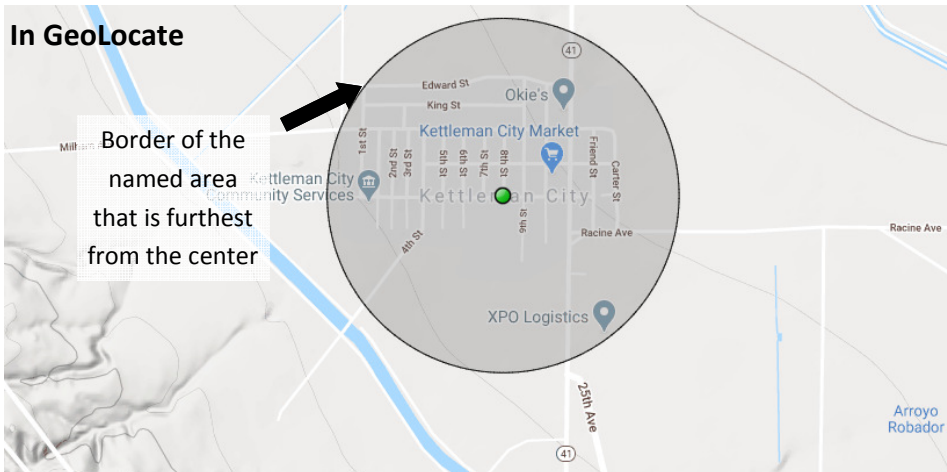 In GeoLocate
41
Edward St
Okie's
King St
Kettleman City Market
Border of the
named area
that is furthest
from the center
1st St
2nd St
3rd St
5th St
6th St
7th St
8th St
Friend St
Carter St
Kettleman City
Community Services
Kettleman City
4th St
9th St
Racine Ave
Racine Ave
XPO Logistics
25th Ave
Arroyo
Robador
41